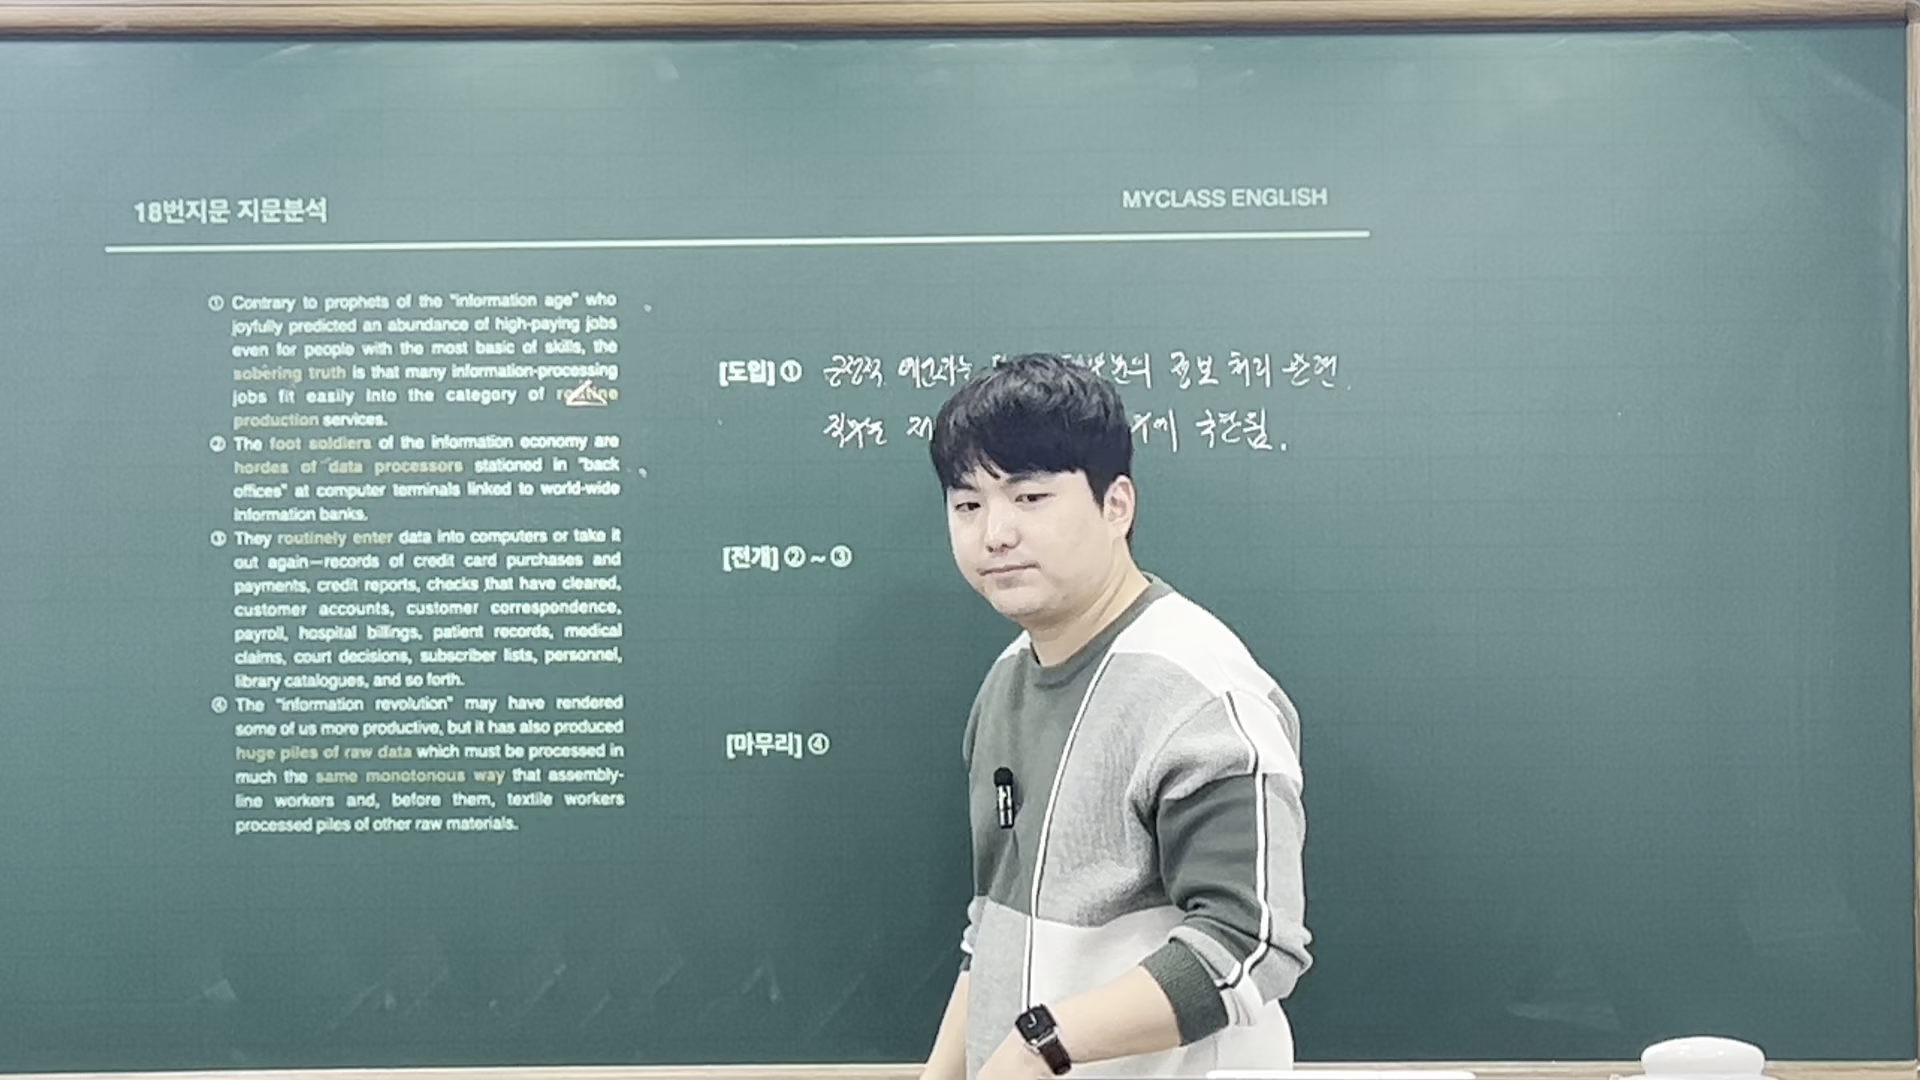 18번지문 지문분석
MYCLASS ENGLISH
① Contrary to prophets of the "information age" who
joyfully predicted an abundance of high-paying jobs
even for people with the most basic of skills, the
sobering truth is that many information-processing
jobs fit easily into the category of routine
production services.
② The foot soldiers of the information economy are
hordes of data processors stationed in "back
offices" at computer terminals linked to world-wide
information banks.
③ They routinely enter data into computers or take it
out again—records of credit card purchases and
payments, credit reports, checks that have cleared,
customer accounts, customer correspondence,
payroll, hospital billings, patient records, medical
claims, court decisions, subscriber lists, personnel,
library catalogues, and so forth.
④ The "information revolution" may have rendered
some of us more productive, but it has also produced
huge piles of raw data which must be processed in
much the same monotonous way that assembly-
line workers and, before them, textile workers
processed piles of other raw materials.
[도입] ① 긍정적 예언과는 정보 처리 관련
직무는 국한됨.
[전개] ② ~ ③
[마무리] ④